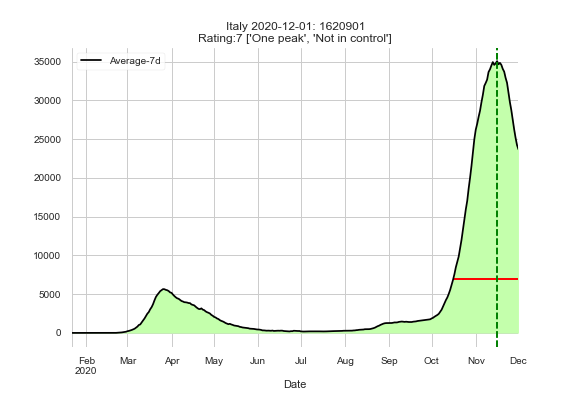 Italy 2020-12-01: 1620901
Rating:7 ['One peak', 'Not in control']
Average-7d
35000
30000
25000
20000
15000
10000
5000
0
Feb Mar Apr May Jun Jul Aug Sep Oct Nov Dec
2020
Date